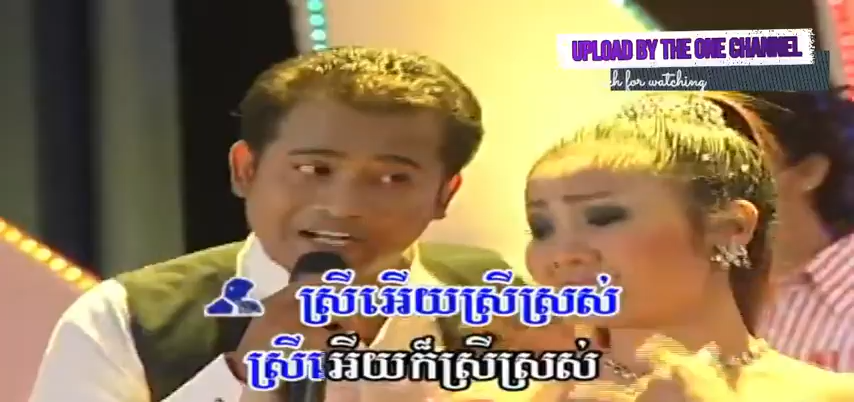 UPLOAD BY THE ONE CHANNEL
ch for watching
ស្រីអើយស្រីស្រស់
ស្រីអើយក៏ស្រីស្រស់